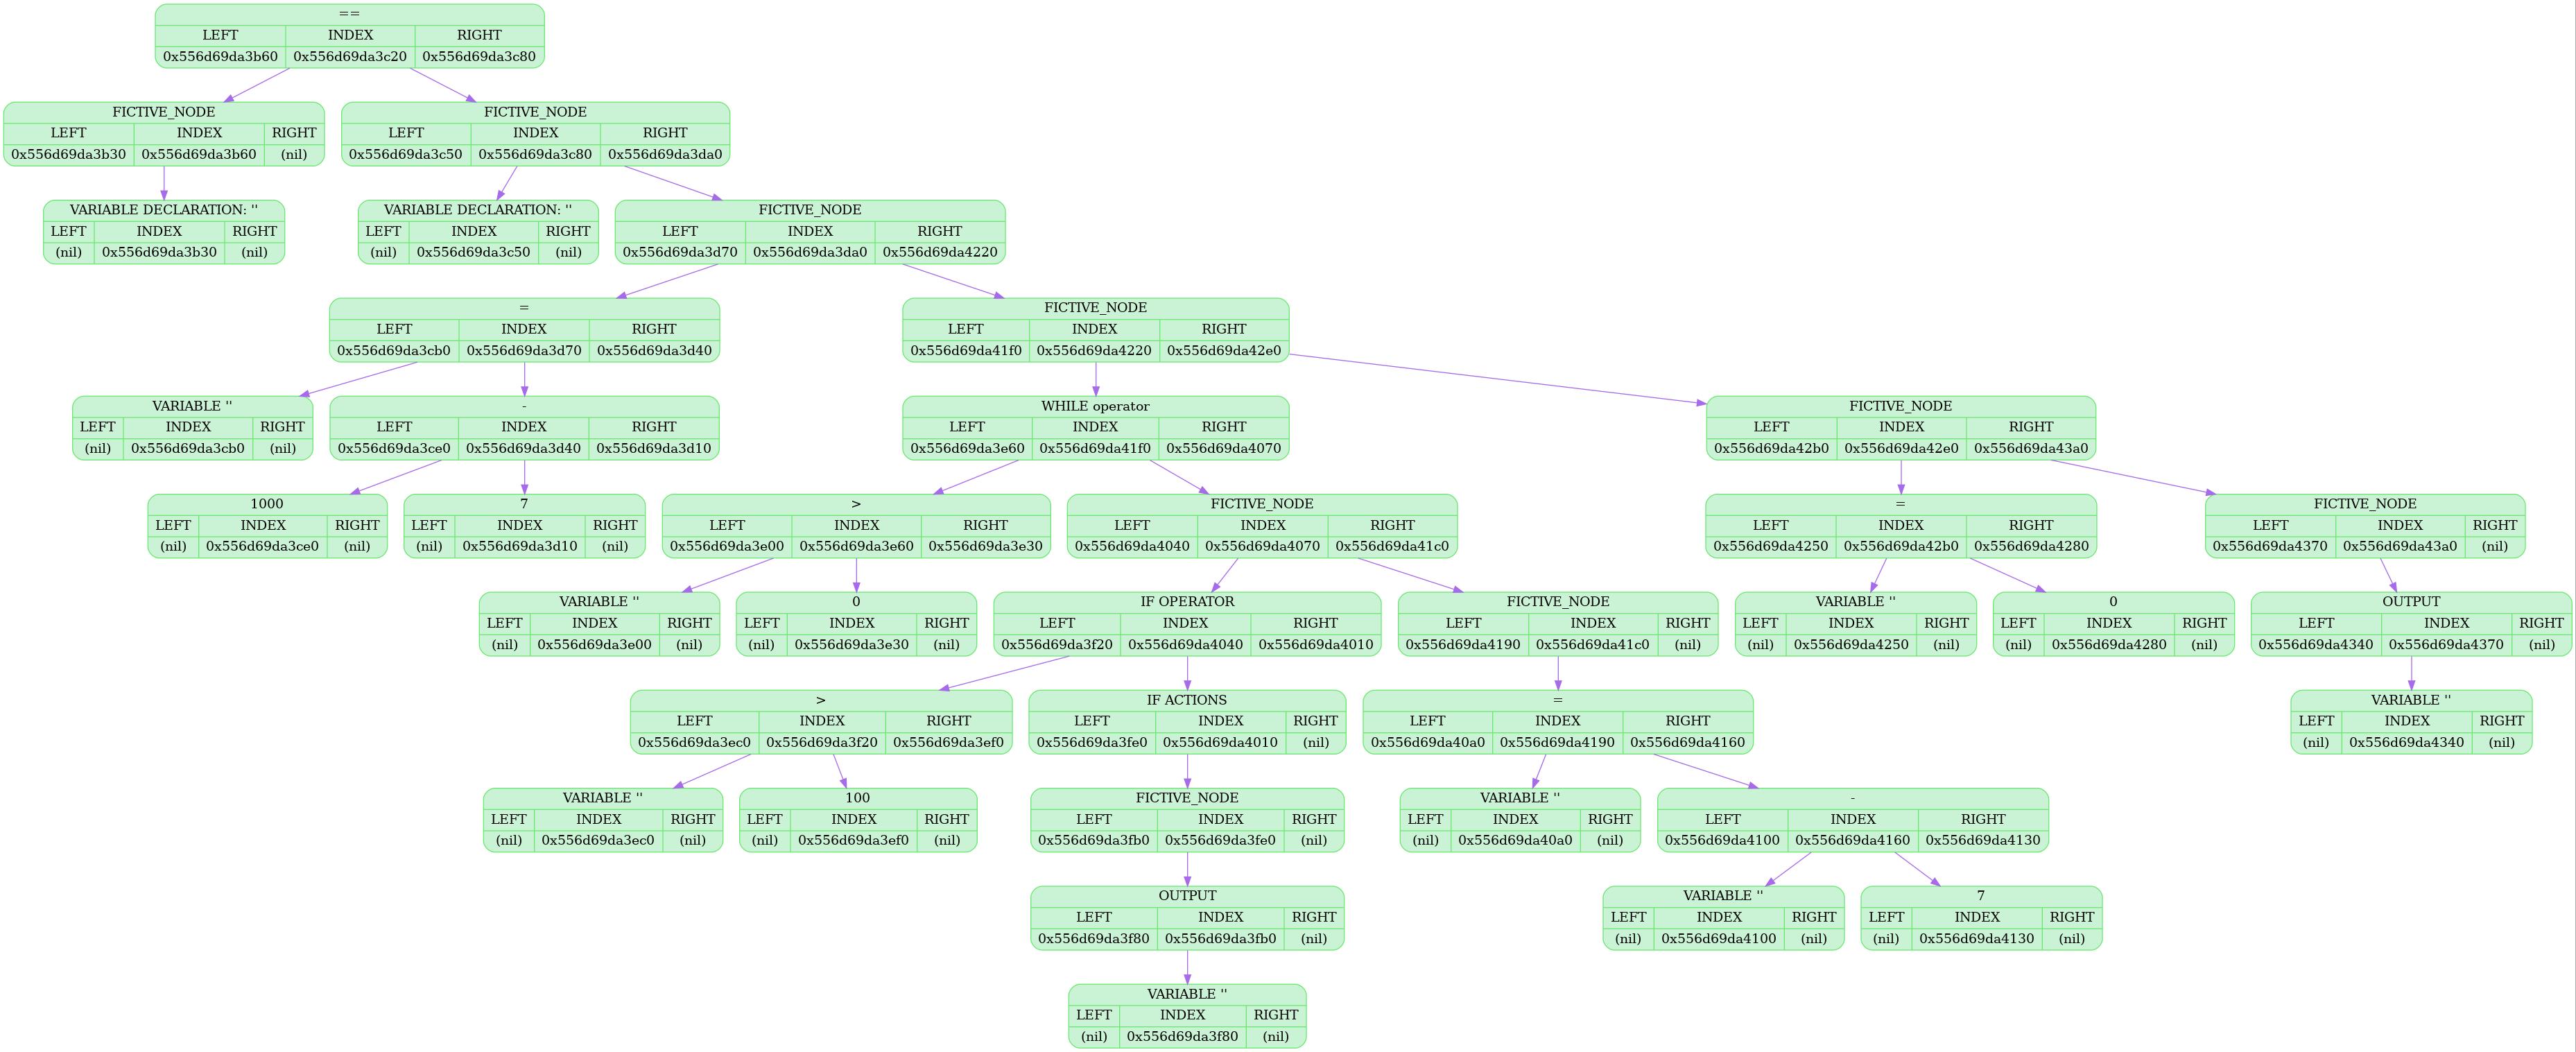 ==
LEFT INDEX RIGHT
0x556d69da3b60 0x556d69da3c20 0x556d69da3c80
FICTIVE_NODE
LEFT INDEX RIGHT
0x556d69da3b30 0x556d69da3b60 (nil)
FICTIVE_NODE
LEFT INDEX RIGHT
0x556d69da3c50 0x556d69da3c80 0x556d69da3da0
VARIABLE DECLARATION: ''
LEFT INDEX RIGHT
(nil) 0x556d69da3b30 (nil)
VARIABLE DECLARATION: ''
LEFT INDEX RIGHT
(nil) 0x556d69da3c50 (nil)
FICTIVE_NODE
LEFT INDEX RIGHT
0x556d69da3d70 0x556d69da3da0 0x556d69da4220
=
LEFT INDEX RIGHT
0x556d69da3cb0 0x556d69da3d70 0x556d69da3d40
FICTIVE_NODE
LEFT INDEX RIGHT
0x556d69da41f0 0x556d69da4220 0x556d69da42e0
VARIABLE ''
LEFT INDEX RIGHT
(nil) 0x556d69da3cb0 (nil)
-
LEFT INDEX RIGHT
0x556d69da3ce0 0x556d69da3d40 0x556d69da3d10
WHILE operator
LEFT INDEX RIGHT
0x556d69da3e60 0x556d69da41f0 0x556d69da4070
FICTIVE_NODE
LEFT INDEX RIGHT
0x556d69da42b0 0x556d69da42e0 0x556d69da43a0
1000
LEFT INDEX RIGHT
(nil) 0x556d69da3ce0 (nil)
7
LEFT INDEX RIGHT
(nil) 0x556d69da3d10 (nil)
>
LEFT INDEX RIGHT
0x556d69da3e00 0x556d69da3e60 0x556d69da3e30
FICTIVE_NODE
LEFT INDEX RIGHT
0x556d69da4040 0x556d69da4070 0x556d69da41c0
=
LEFT INDEX RIGHT
0x556d69da4250 0x556d69da42b0 0x556d69da4280
FICTIVE_NODE
LEFT INDEX RIGHT
0x556d69da4370 0x556d69da43a0 (nil)
VARIABLE ''
LEFT INDEX RIGHT
(nil) 0x556d69da3e00 (nil)
0
LEFT INDEX RIGHT
(nil) 0x556d69da3e30 (nil)
IF OPERATOR
LEFT INDEX RIGHT
0x556d69da3f20 0x556d69da4040 0x556d69da4010
FICTIVE_NODE
LEFT INDEX RIGHT
0x556d69da4190 0x556d69da41c0 (nil)
VARIABLE ''
LEFT INDEX RIGHT
(nil) 0x556d69da4250 (nil)
0
LEFT INDEX RIGHT
(nil) 0x556d69da4280 (nil)
OUTPUT
LEFT INDEX RIGHT
0x556d69da4340 0x556d69da4370 (nil)
>
LEFT INDEX RIGHT
0x556d69da3ec0 0x556d69da3f20 0x556d69da3ef0
IF ACTIONS
LEFT INDEX RIGHT
0x556d69da3fe0 0x556d69da4010 (nil)
=
LEFT INDEX RIGHT
0x556d69da40a0 0x556d69da4190 0x556d69da4160
VARIABLE ''
LEFT INDEX RIGHT
(nil) 0x556d69da4340 (nil)
VARIABLE ''
LEFT INDEX RIGHT
(nil) 0x556d69da3ec0 (nil)
100
LEFT INDEX RIGHT
(nil) 0x556d69da3ef0 (nil)
FICTIVE_NODE
LEFT INDEX RIGHT
0x556d69da3fb0 0x556d69da3fe0 (nil)
VARIABLE ''
LEFT INDEX RIGHT
(nil) 0x556d69da40a0 (nil)
-
LEFT INDEX RIGHT
0x556d69da4100 0x556d69da4160 0x556d69da4130
OUTPUT
LEFT INDEX RIGHT
0x556d69da3f80 0x556d69da3fb0 (nil)
VARIABLE ''
LEFT INDEX RIGHT
(nil) 0x556d69da4100 (nil)
7
LEFT INDEX RIGHT
(nil) 0x556d69da4130 (nil)
VARIABLE ''
LEFT INDEX RIGHT
(nil) 0x556d69da3f80 (nil)